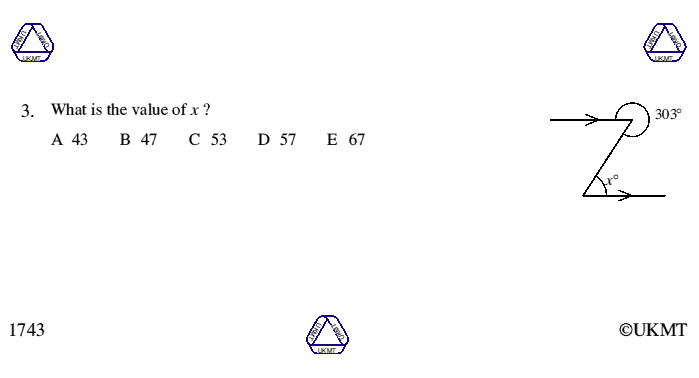 UKMT UKMT UKMT
UKMT UKMT UKMT
3. What is the value of x ?
A 43 B 47 C 53 D 57 E 67
303°
x°
1743
UKMT UKMT UKMT
©UKMT